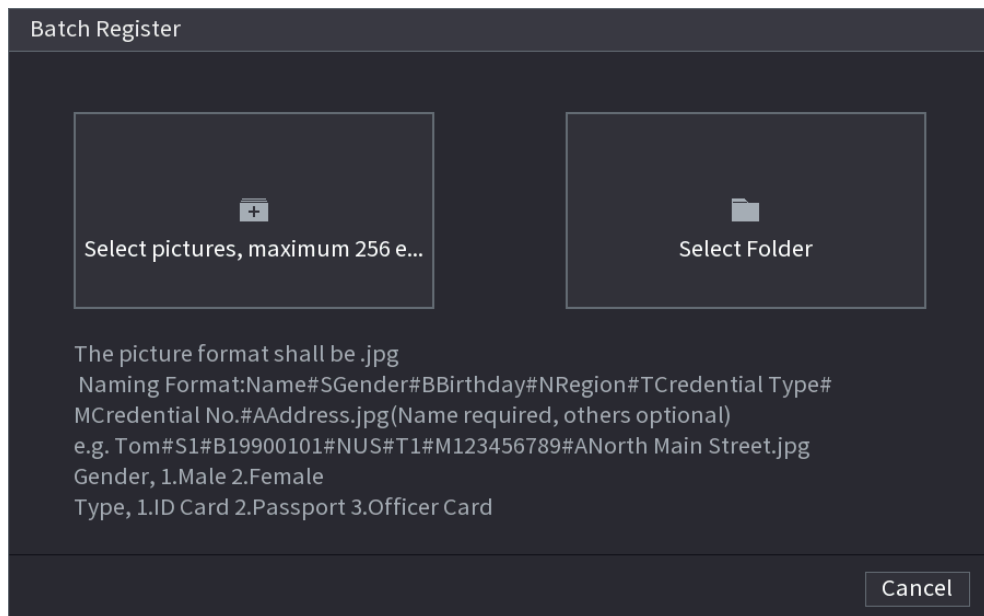 Batch Register
Select pictures, maximum 256 e...
Select Folder
The picture format shall be .jpg
Naming Format:Name#SGender#BBirthday#NRegion#TCredential Type#
MCredential No.#AAddress.jpg(Name required, others optional)
e.g. Tom#S1#B19900101#NUS#T1#M123456789#ANorth Main Street.jpg
Gender, 1.Male 2.Female
Type, 1.ID Card 2.Passport 3.Officer Card
Cancel